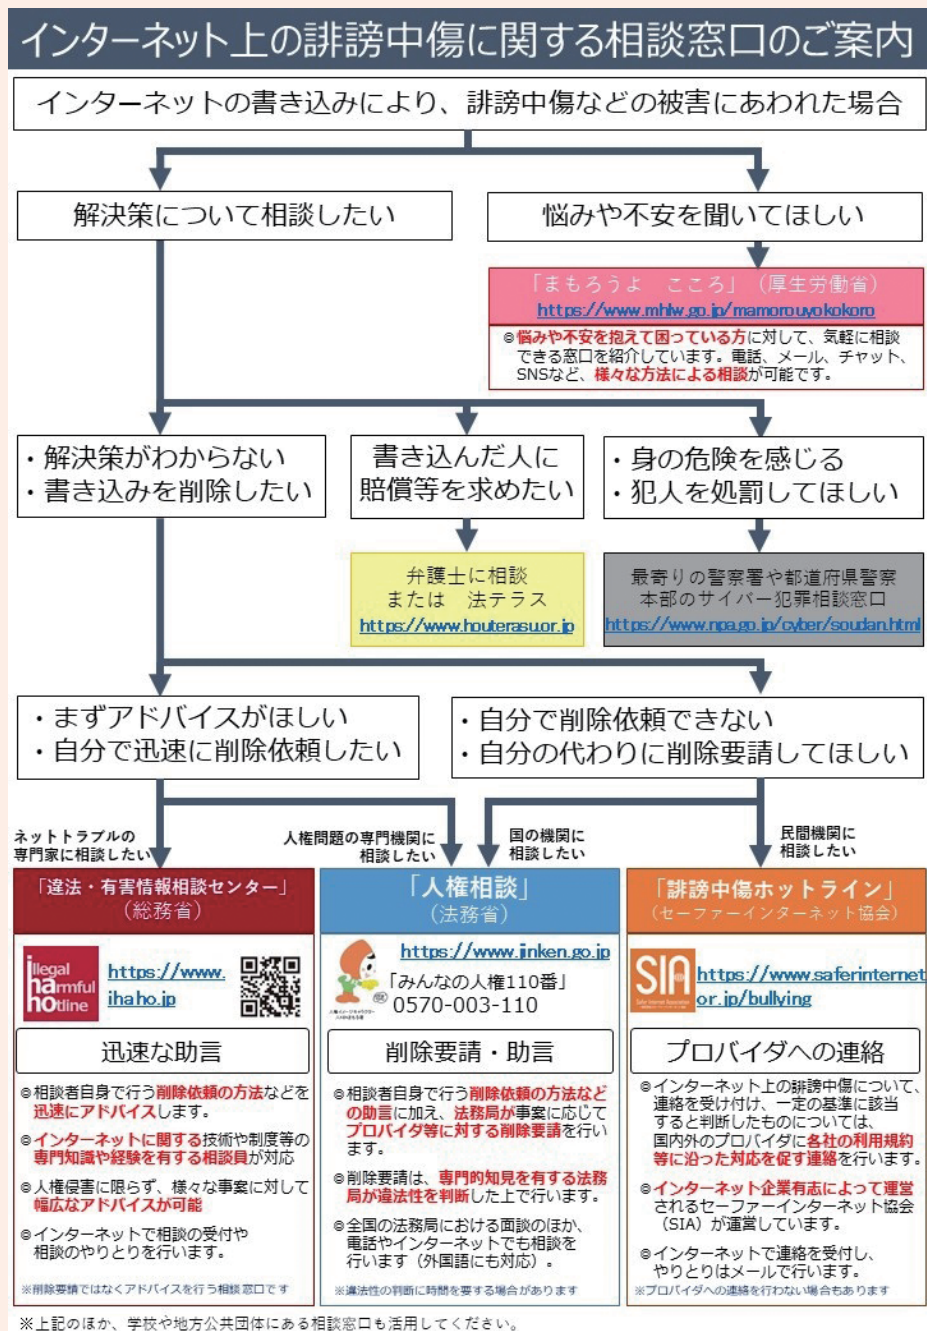 インターネット上の誹謗中傷に関する相談窓口のご案内
インターネットの書き込みにより、誹謗中傷などの被害にあわれた場合
解決策について相談したい
悩みや不安を聞いてほしい
「まもろうよ こころ」（厚生労働省）
https://www.mhlw.go.jp/mamorouyokokoro
◎悩みや不安を抱えて困っている方に対して、気軽に相談
できる窓口を紹介しています。電話、メール、チャット、
SNSなど、様々な方法による相談が可能です。
・解決策がわからない
・書き込みを削除したい
書き込んだ人に
賠償等を求めたい
・身の危険を感じる
・犯人を処罰してほしい
弁護士に相談
または 法テラス
https://www.houterasu.or.jp
最寄りの警察署や都道府県警察
本部のサイバー犯罪相談窓口
https://www.npa.go.jp/cyber/soudan.html
・まずアドバイスがほしい
・自分で迅速に削除依頼したい
・自分で削除依頼できない
・自分の代わりに削除要請してほしい
ネットトラブルの
専門家に相談したい
人権問題の専門機関に
相談したい
国の機関に
相談したい
民間機関に
相談したい
「違法・有害情報相談センター」
（総務省）
illegal
harmful
hotline
https://www.
ihaho.jp
迅速な助言
◎相談者自身で行う削除依頼の方法などを
迅速にアドバイスします。
◎インターネットに関する技術や制度等の
専門知識や経験を有する相談員が対応
◎人権侵害に限らず、様々な事案に対して
幅広なアドバイスが可能
◎インターネットで相談の受付や
相談のやりとりを行います。
※削除要請ではなくアドバイスを行う相談窓口です
「人権相談」
（法務省）
https://www.jinken.go.jp
「みんなの人権110番」
0570-003-110
削除要請・助言
◎相談者自身で行う削除依頼の方法など
の助言に加え、法務局が事案に応じて
プロバイダ等に対する削除要請を行い
ます。
◎削除要請は、専門的知見を有する法務
局が違法性を判断した上で行います。
◎全国の法務局における面談のほか、
電話やインターネットでも相談を
行います（外国語にも対応）。
※違法性の判断に時間を要する場合があります
「誹謗中傷ホットライン」
（セーファーインターネット協会）
SIA
Safer Internet Association
https://www.saferinternet
or.jp/bullying
プロバイダへの連絡
◎インターネット上の誹謗中傷について、
連絡を受け付け、一定の基準に該当
すると判断したものについては、
国内外のプロバイダに各社の利用規約
等に沿った対応を促す連絡を行います。
◎インターネット企業有志によって運営
されるセーファーインターネット協会
（SIA）が運営しています。
◎インターネットで連絡を受付し、
やりとりはメールで行います。
※プロバイダへの連絡を行わない場合もあります
※上記のほか、学校や地方公共団体にある相談窓口も活用してください。